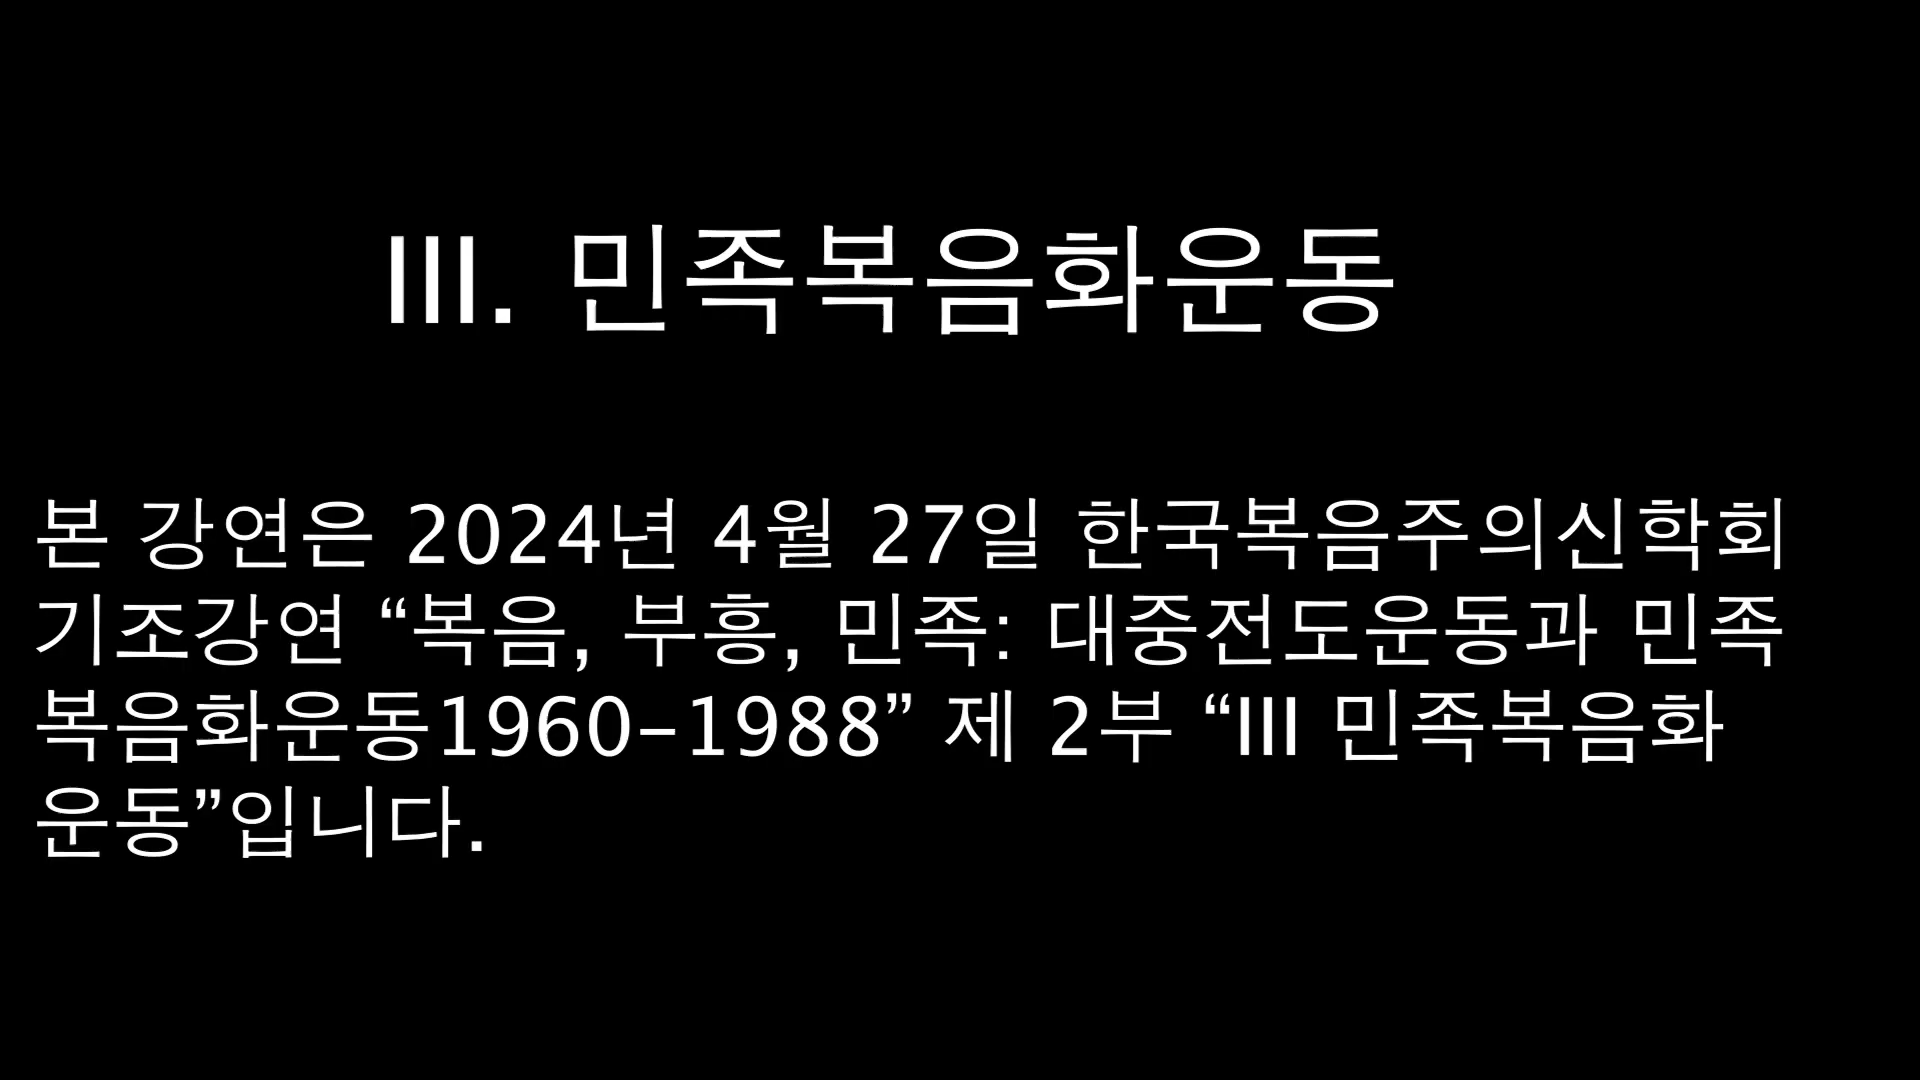 III. 민족복음화운동
본 강연은 2024년 4월 27일 한국복음주의신학회
기조강연 “복음, 부흥, 민족: 대중전도운동과 민족
복음화운동1960-1988” 제 2부 “III 민족복음화
운동”입니다.